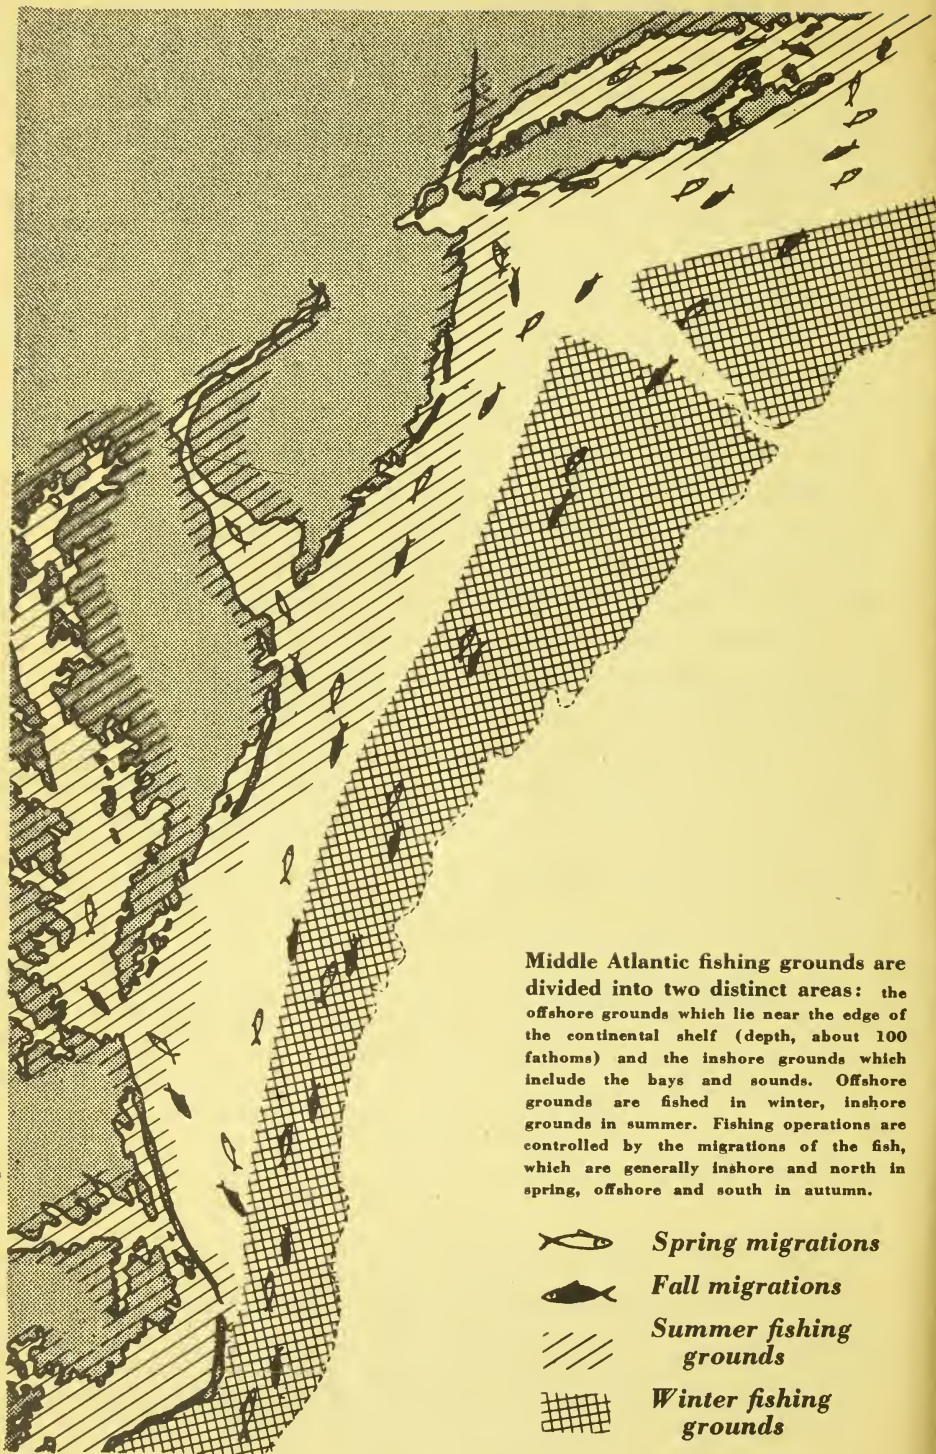 Middle Atlantic fishing grounds are
divided into two distinct areas: the
offshore grounds which lie near the edge of
the continental shelf (depth, about 100
fathoms) and the inshore grounds which
include the bays and sounds. Offshore
grounds are fished in winter, inshore
grounds in summer. Fishing operations are
controlled by the migrations of the fish,
which are generally inshore and north in
spring, offshore and south in autumn.
Spring migrations
Fall migrations
Summer fishing
grounds
Winter fishing
grounds